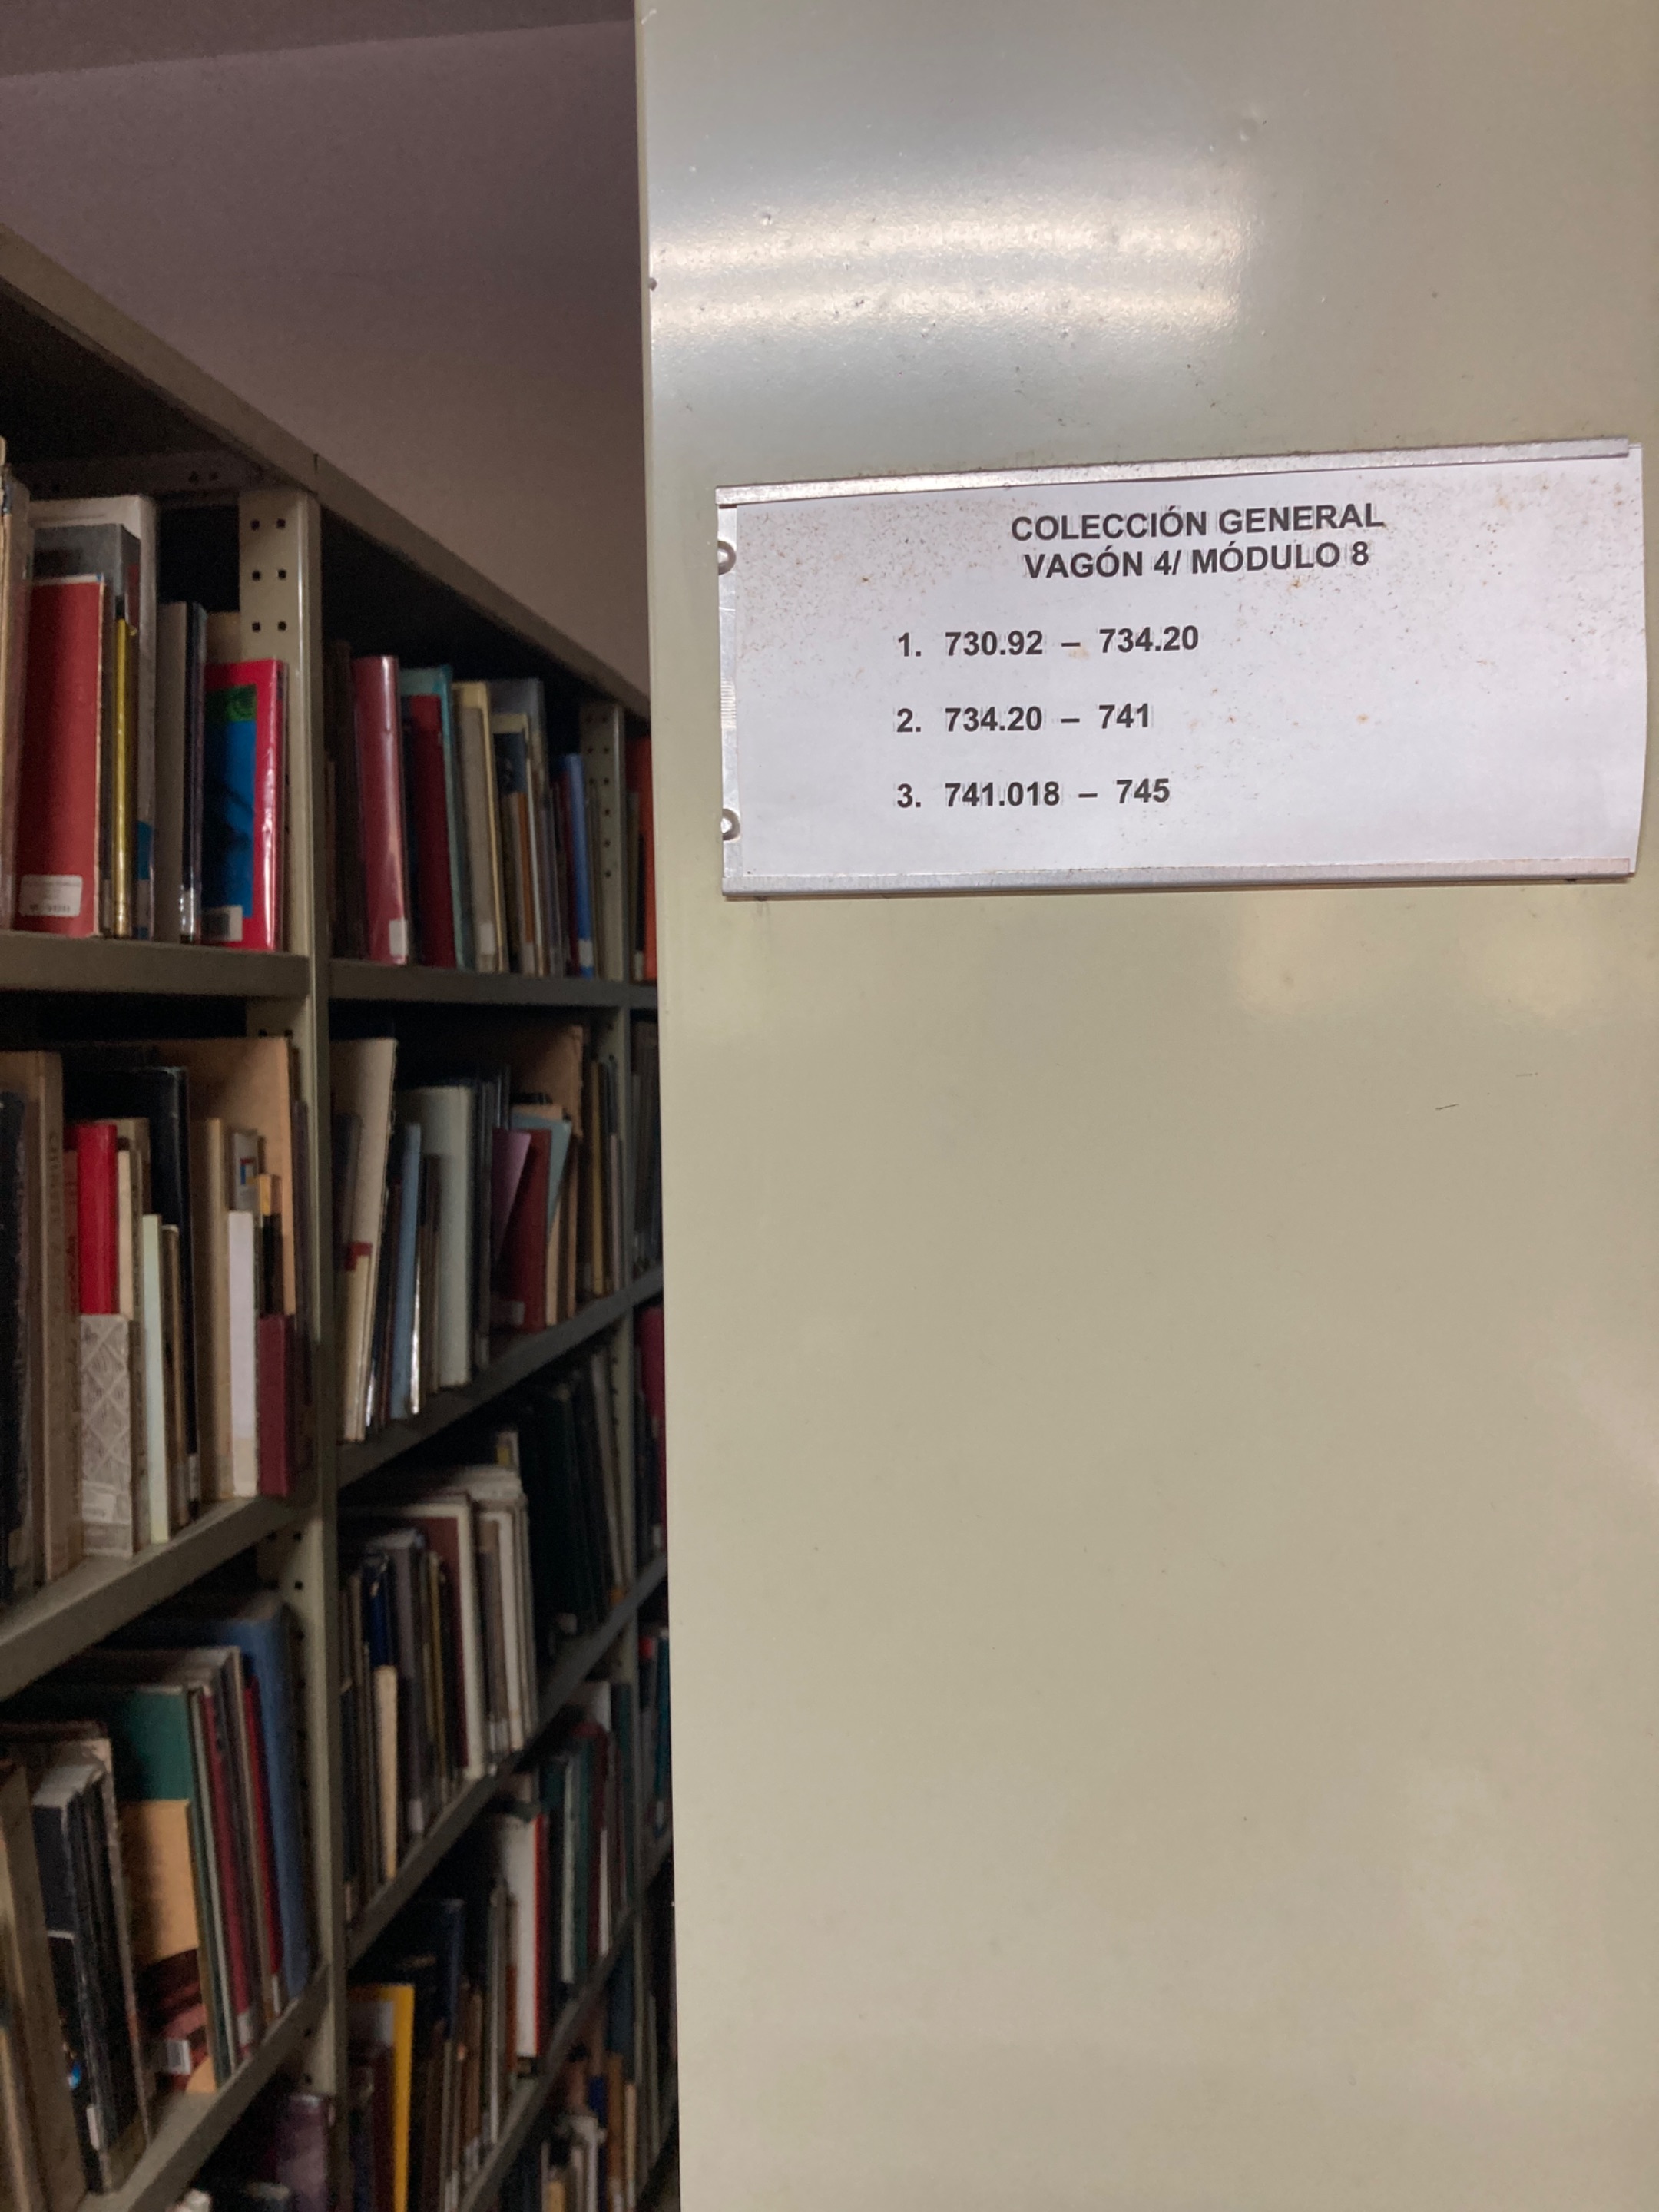 COLECCIÓN GENERAL
VAGÓN 4/ MÓDULO 8
1. 730.92 – 734.20
2. 734.20 – 741
3. 741.018 – 745